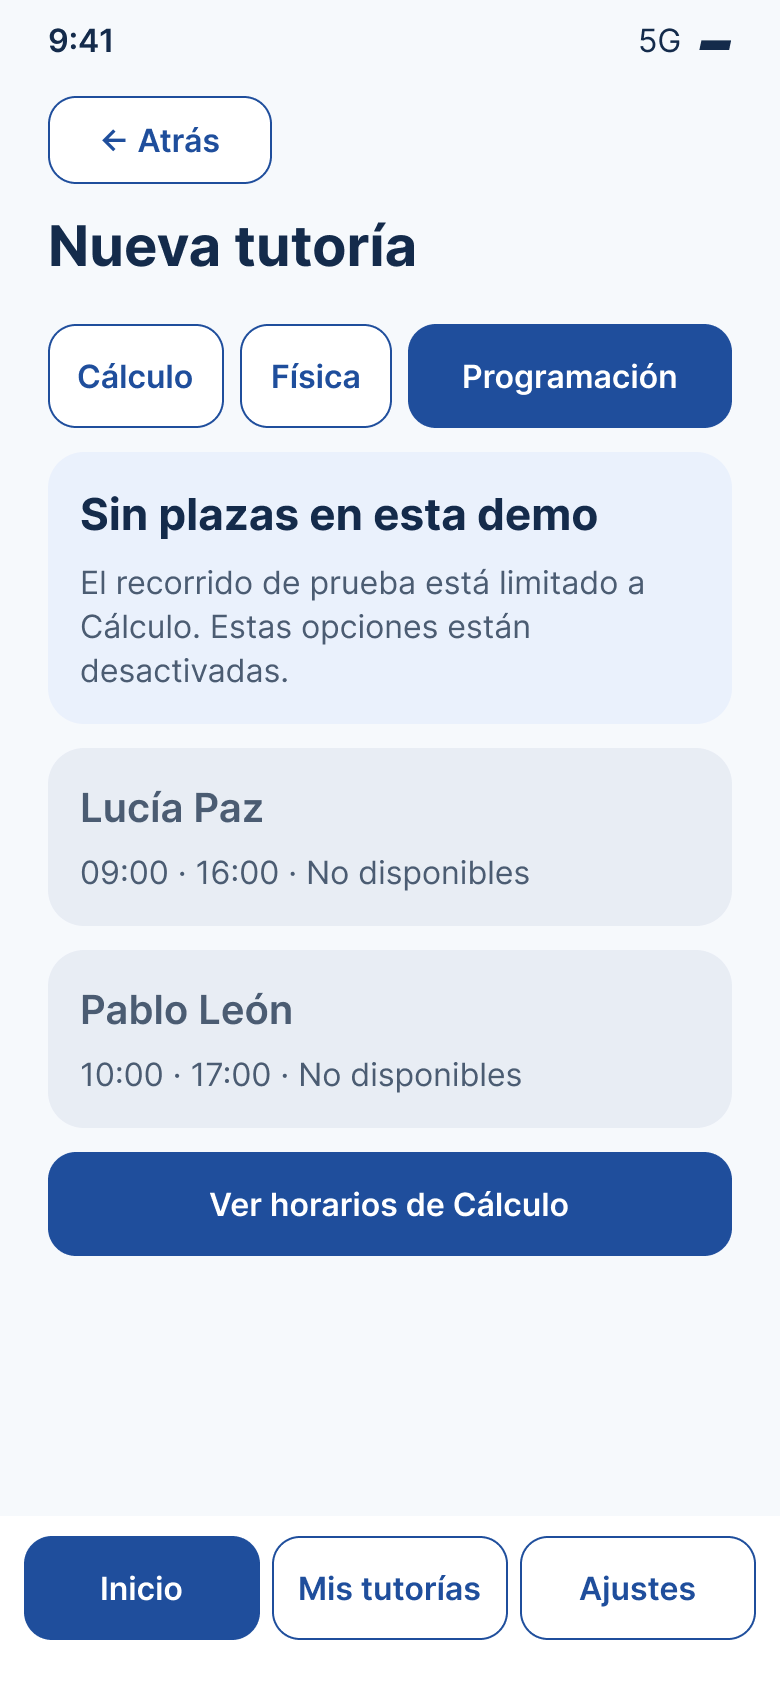 9:41
5G
← Atrás
Nueva tutoría
Cálculo
Física
Programación
Sin plazas en esta demo
El recorrido de prueba está limitado a
Cálculo. Estas opciones están
desactivadas.
Lucía Paz
09:00 · 16:00 · No disponibles
Pablo León
10:00 · 17:00 · No disponibles
Ver horarios de Cálculo
Inicio
Mis tutorías
Ajustes